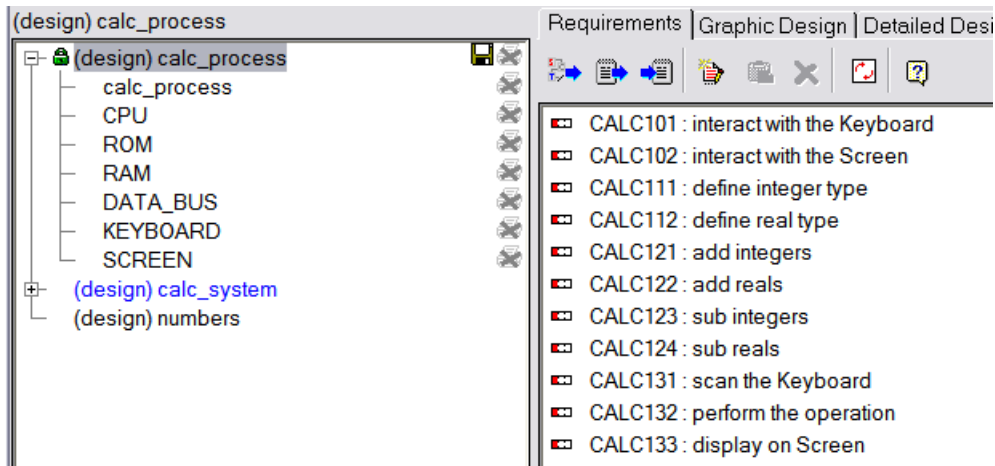 (design) calc_process
(design) calc_process
calc_process
CPU
ROM
RAM
DATA_BUS
KEYBOARD
SCREEN
(design) calc_system
(design) numbers
Requirements Graphic Design Detailed Desi
CALC101 : interact with the Keyboard
CALC102 : interact with the Screen
CALC111 : define integer type
CALC112 : define real type
CALC121 : add integers
CALC122 : add reals
CALC123 : sub integers
CALC124 : sub reals
CALC131 : scan the Keyboard
CALC132 : perform the operation
CALC133 : display on Screen